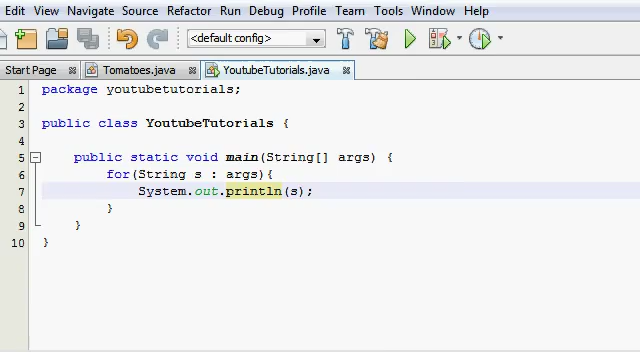 Edit View Navigate Source Refactor Run Debug Profile Team Tools Window Help
<default config>
Start Page Tomatoes.java YoutubeTutorials.java
1 package youtubetutorials;
2
3 public class YoutubeTutorials {
4
5 public static void main(String[] args) {
6 for(String s : args){
7 System.out.println(s);
8 }
9 }
10 }